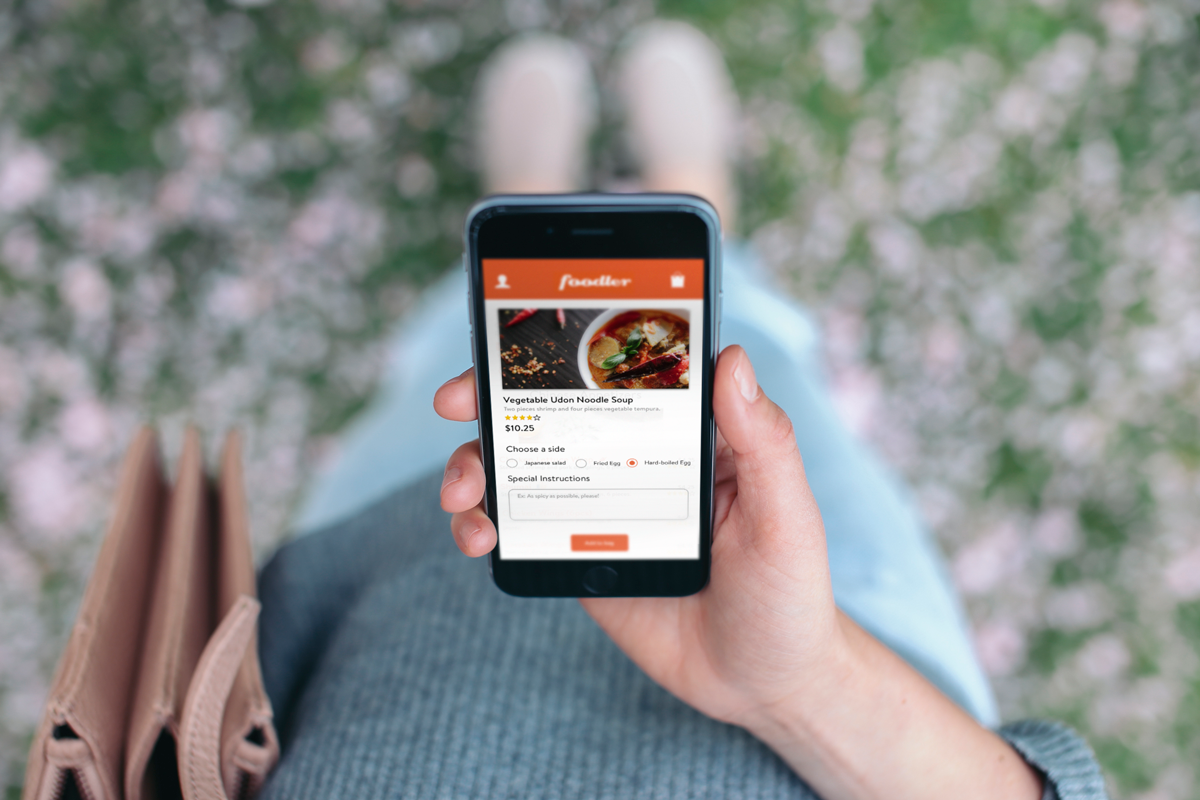 foodler
Vegetable Udon Noodle Soup
Two pieces shrimp and four pieces vegetable tempura.
$10.25
Choose a side
Japanese salad Fried Egg Hard-boiled Egg
Special Instructions
Ex: As spicy as possible, please!
Add to bag